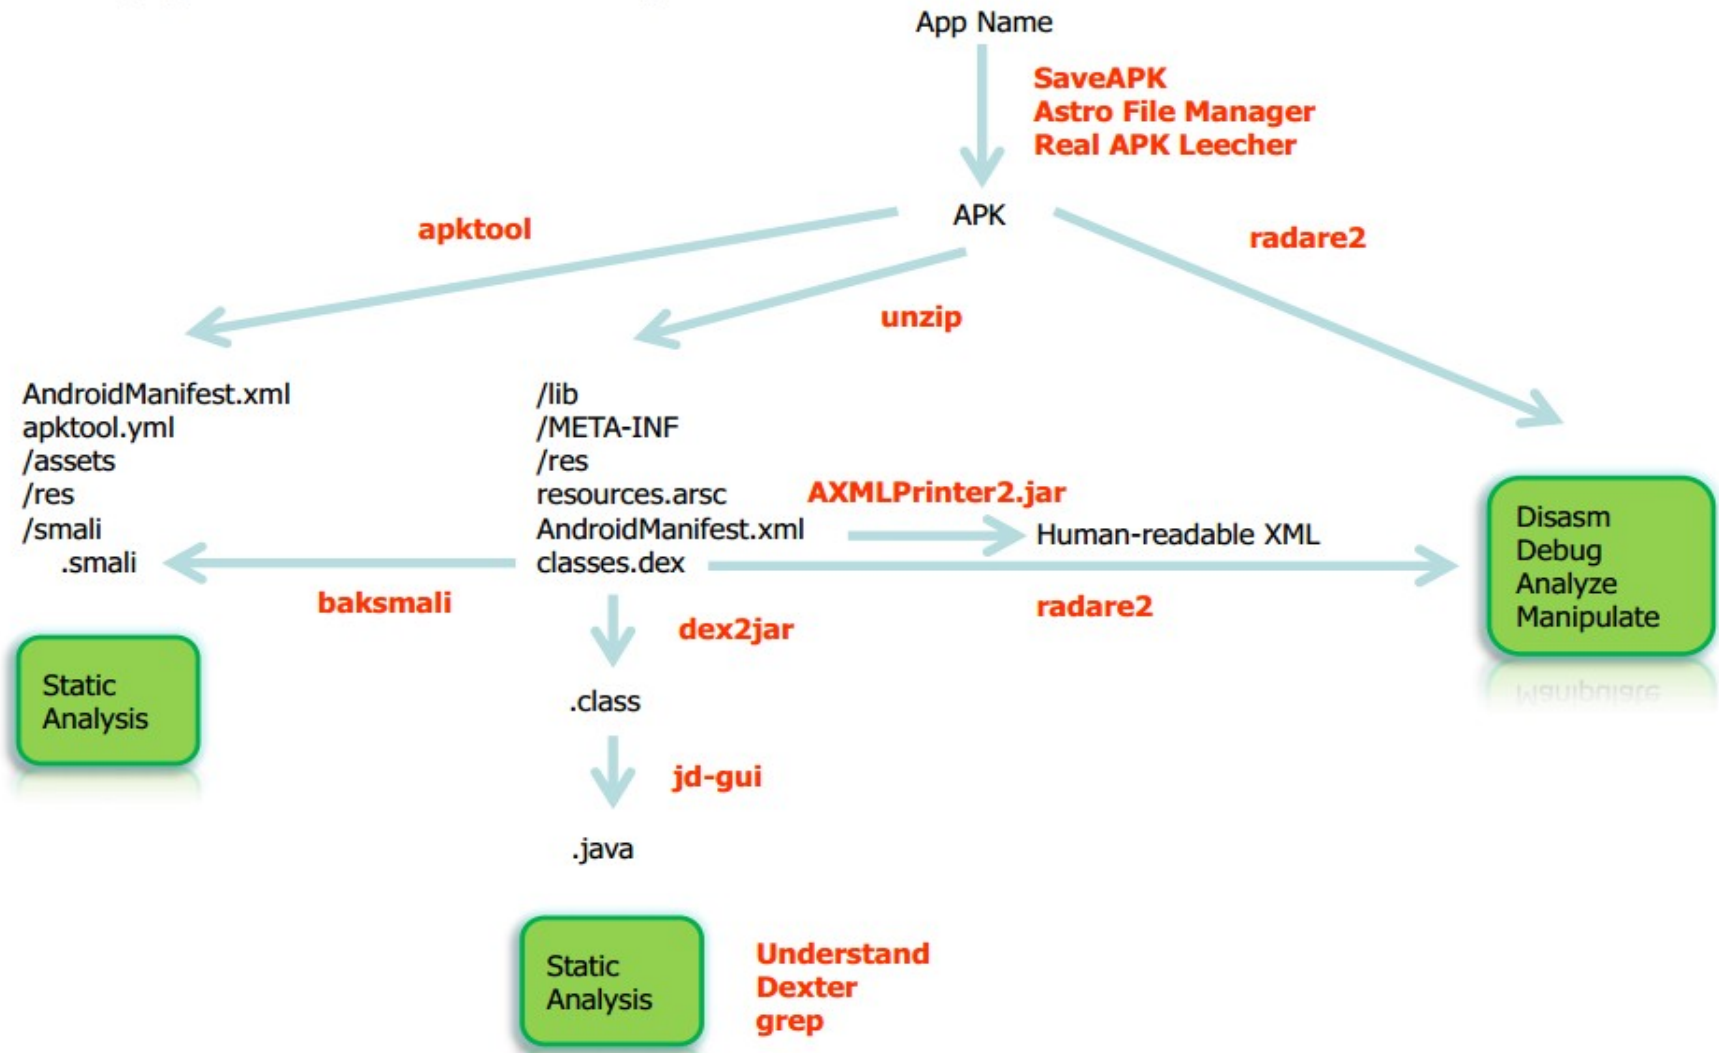 App Name
SaveAPK
Astro File Manager
Real APK Leecher
APK
apktool
radare2
unzip
AndroidManifest.xml
apktool.yml
/assets
/res
/smali
.smali
/lib
/META-INF
/res
resources.arsc
AndroidManifest.xml
classes.dex
AXMLPrinter2.jar
Human-readable XML
Disasm
Debug
Analyze
Manipulate
baksmali
radare2
dex2jar
Static
Analysis
.class
jd-gui
.java
Static
Analysis
Understand
Dexter
grep